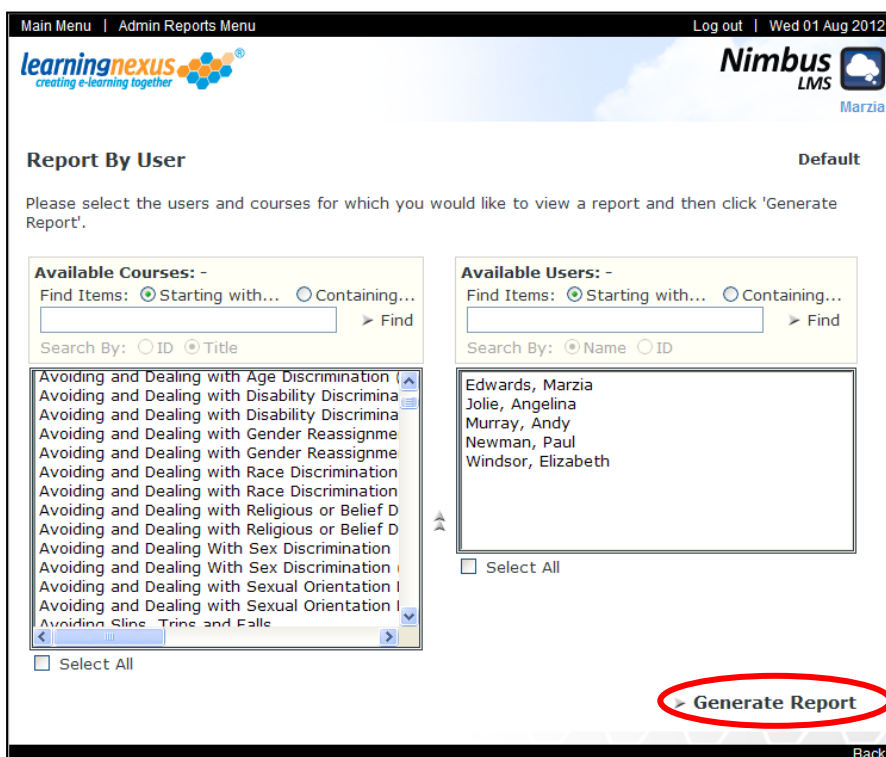 Main Menu | Admin Reports Menu
Log out | Wed 01 Aug 2012
learningnexus ®
creating e-learning together
Nimbus
LMS
Marzia
Report By User
Default
Please select the users and courses for which you would like to view a report and then click 'Generate
Report'.
Available Courses: -
Find Items: Starting with... Containing...
Find
Search By: ID Title
Avoiding and Dealing with Age Discrimination (
Avoiding and Dealing with Disability Discrimina
Avoiding and Dealing with Disability Discrimina
Avoiding and Dealing with Gender Reassignme
Avoiding and Dealing with Gender Reassignme
Avoiding and Dealing with Race Discrimination
Avoiding and Dealing with Race Discrimination
Avoiding and Dealing with Religious or Belief D
Avoiding and Dealing with Religious or Belief D
Avoiding and Dealing With Sex Discrimination
Avoiding and Dealing With Sex Discrimination (
Avoiding and Dealing with Sexual Orientation
Avoiding and Dealing with Sexual Orientation
Avoiding Slips, Trips and Falls
Select All
Available Users: -
Find Items: Starting with... Containing...
Find
Search By: Name ID
Edwards, Marzia
Jolie, Angelina
Murray, Andy
Newman, Paul
Windsor, Elizabeth
Select All
Generate Report
Back